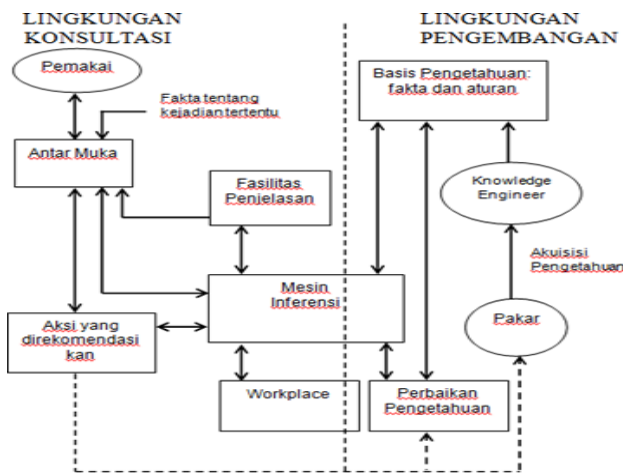 LINGKUNGAN
KONSULTASI
LINGKUNGAN
PENGEMBANGAN
Pemakai
Fakta tentang
kejadian tertentu
Basis Pengetahuan:
fakta dan aturan
Antar Muka
Fasilitas
Penjelasan
Knowledge
Engineer
Akuisisi
Pengetahuan
Mesin
Inferensi
Aksi yang
direkomendasi
kan
Pakar
Workplace
Perbaikan
Pengetahuan